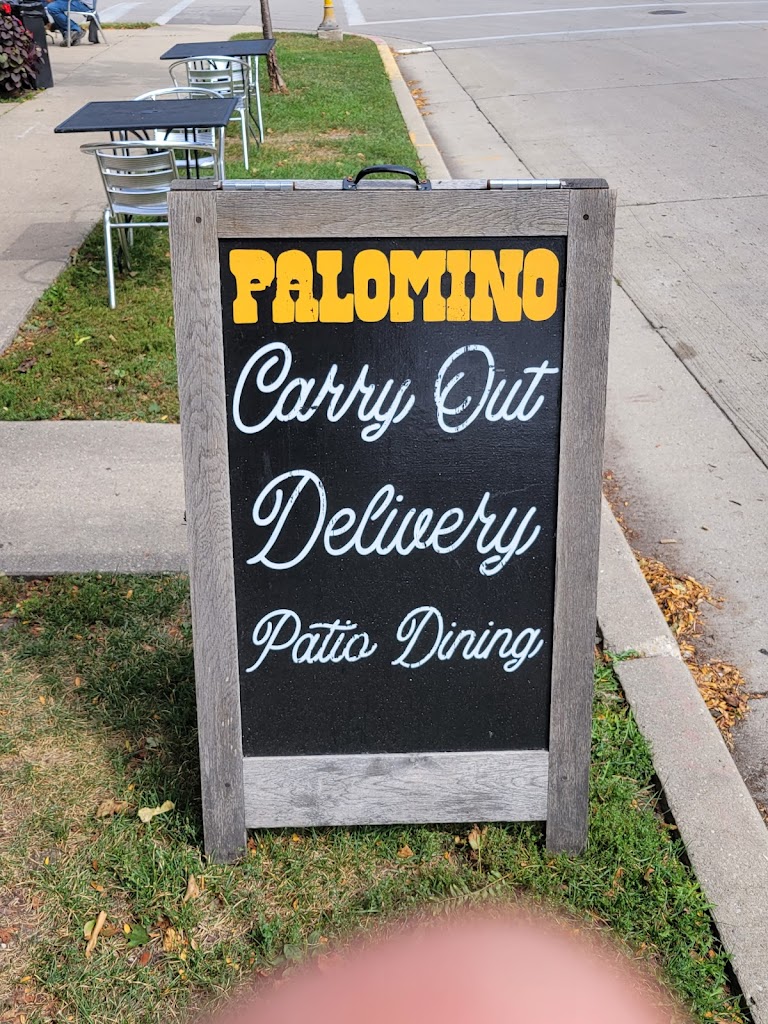 PALOMINO
Carry Out
Delivery
Patio Dining